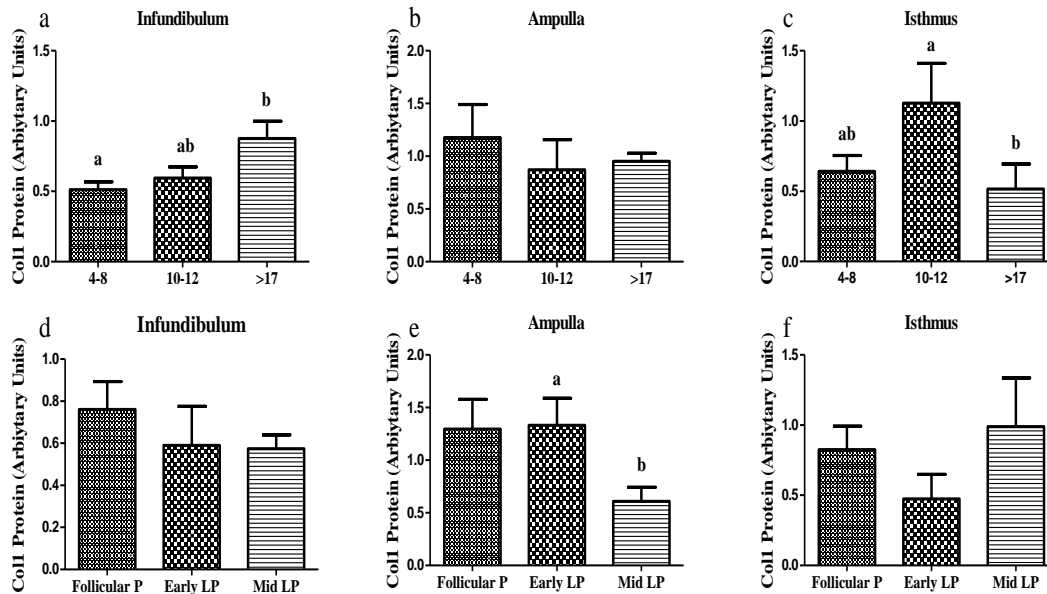 a
Infundibulum
Col1 Protein (Arbiytary Units)
1.5
1.0
0.5
0.0
a
ab
b
4-8
10-12
>17
b
Ampulla
Col1 Protein (Arbiytary Units)
2.0
1.5
1.0
0.5
0.0
4-8
10-12
>17
c
Isthmus
Col1 Protein (Arbiytary Units)
1.5
1.0
0.5
0.0
ab
a
b
4-8
10-12
>17
d
Infundibulum
Col1 Protein (Arbiytary Units)
1.0
0.8
0.6
0.4
0.2
0.0
Follicular P
Early LP
Mid LP
e
Ampulla
Col1 Protein (Arbiytary Units)
2.0
1.5
1.0
0.5
0.0
a
b
Follicular P
Early LP
Mid LP
f
Isthmus
Col1 Protein (Arbiytary Units)
1.5
1.0
0.5
0.0
Follicular P
Early LP
Mid LP